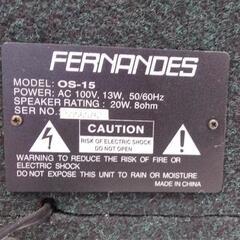 FERNANDES
MODEL: OS-15
POWER: AC 100V, 13W, 50/60Hz
SPEAKER RATING : 20W. 8ohm
SER NO.
CAUTION
RISK OF ELECTRIC SHOCK
DO NOT OPEN
WARNING TO REDUCE THE RISK OF FIRE OR
ELECTRIC SHOCK
DO NOT EXPOSE TO RAIN OR MOISTURE
MADE IN CHINA